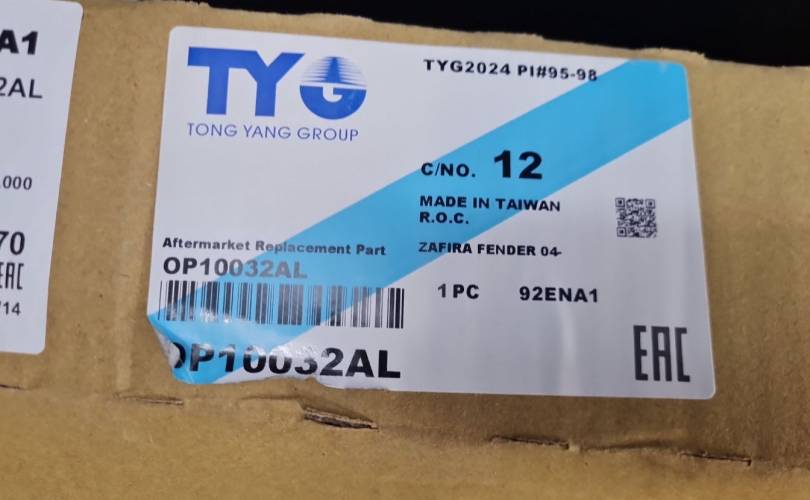 A1
2AL
.000
70
EAC
/14
TYG
TONG YANG GROUP
TYG2024 PI#95-98
C/NO. 12
MADE IN TAIWAN
R.O.C.
Aftermarket Replacement Part
ZAFIRA FENDER 04-
OP10032AL
1 PC 92ENA1
OP10032AL
EAC